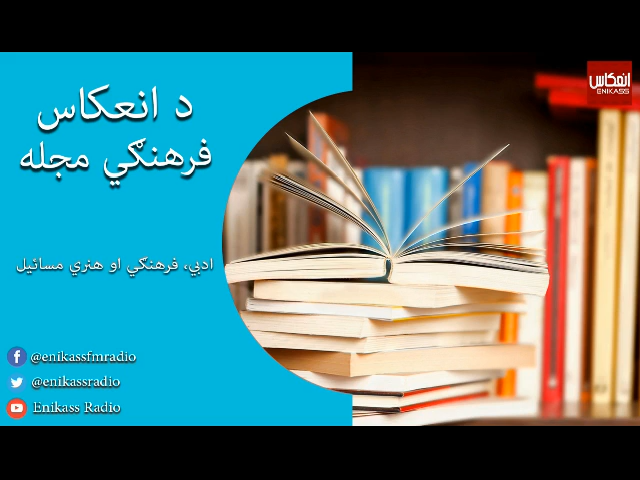 د انعکاس
فرهنګي مجله
ادبي، فرهنګي او هنري مسائيل
@enikassfmradio
@enikassradio
Enikass Radio
انعکاس
ENIKASS